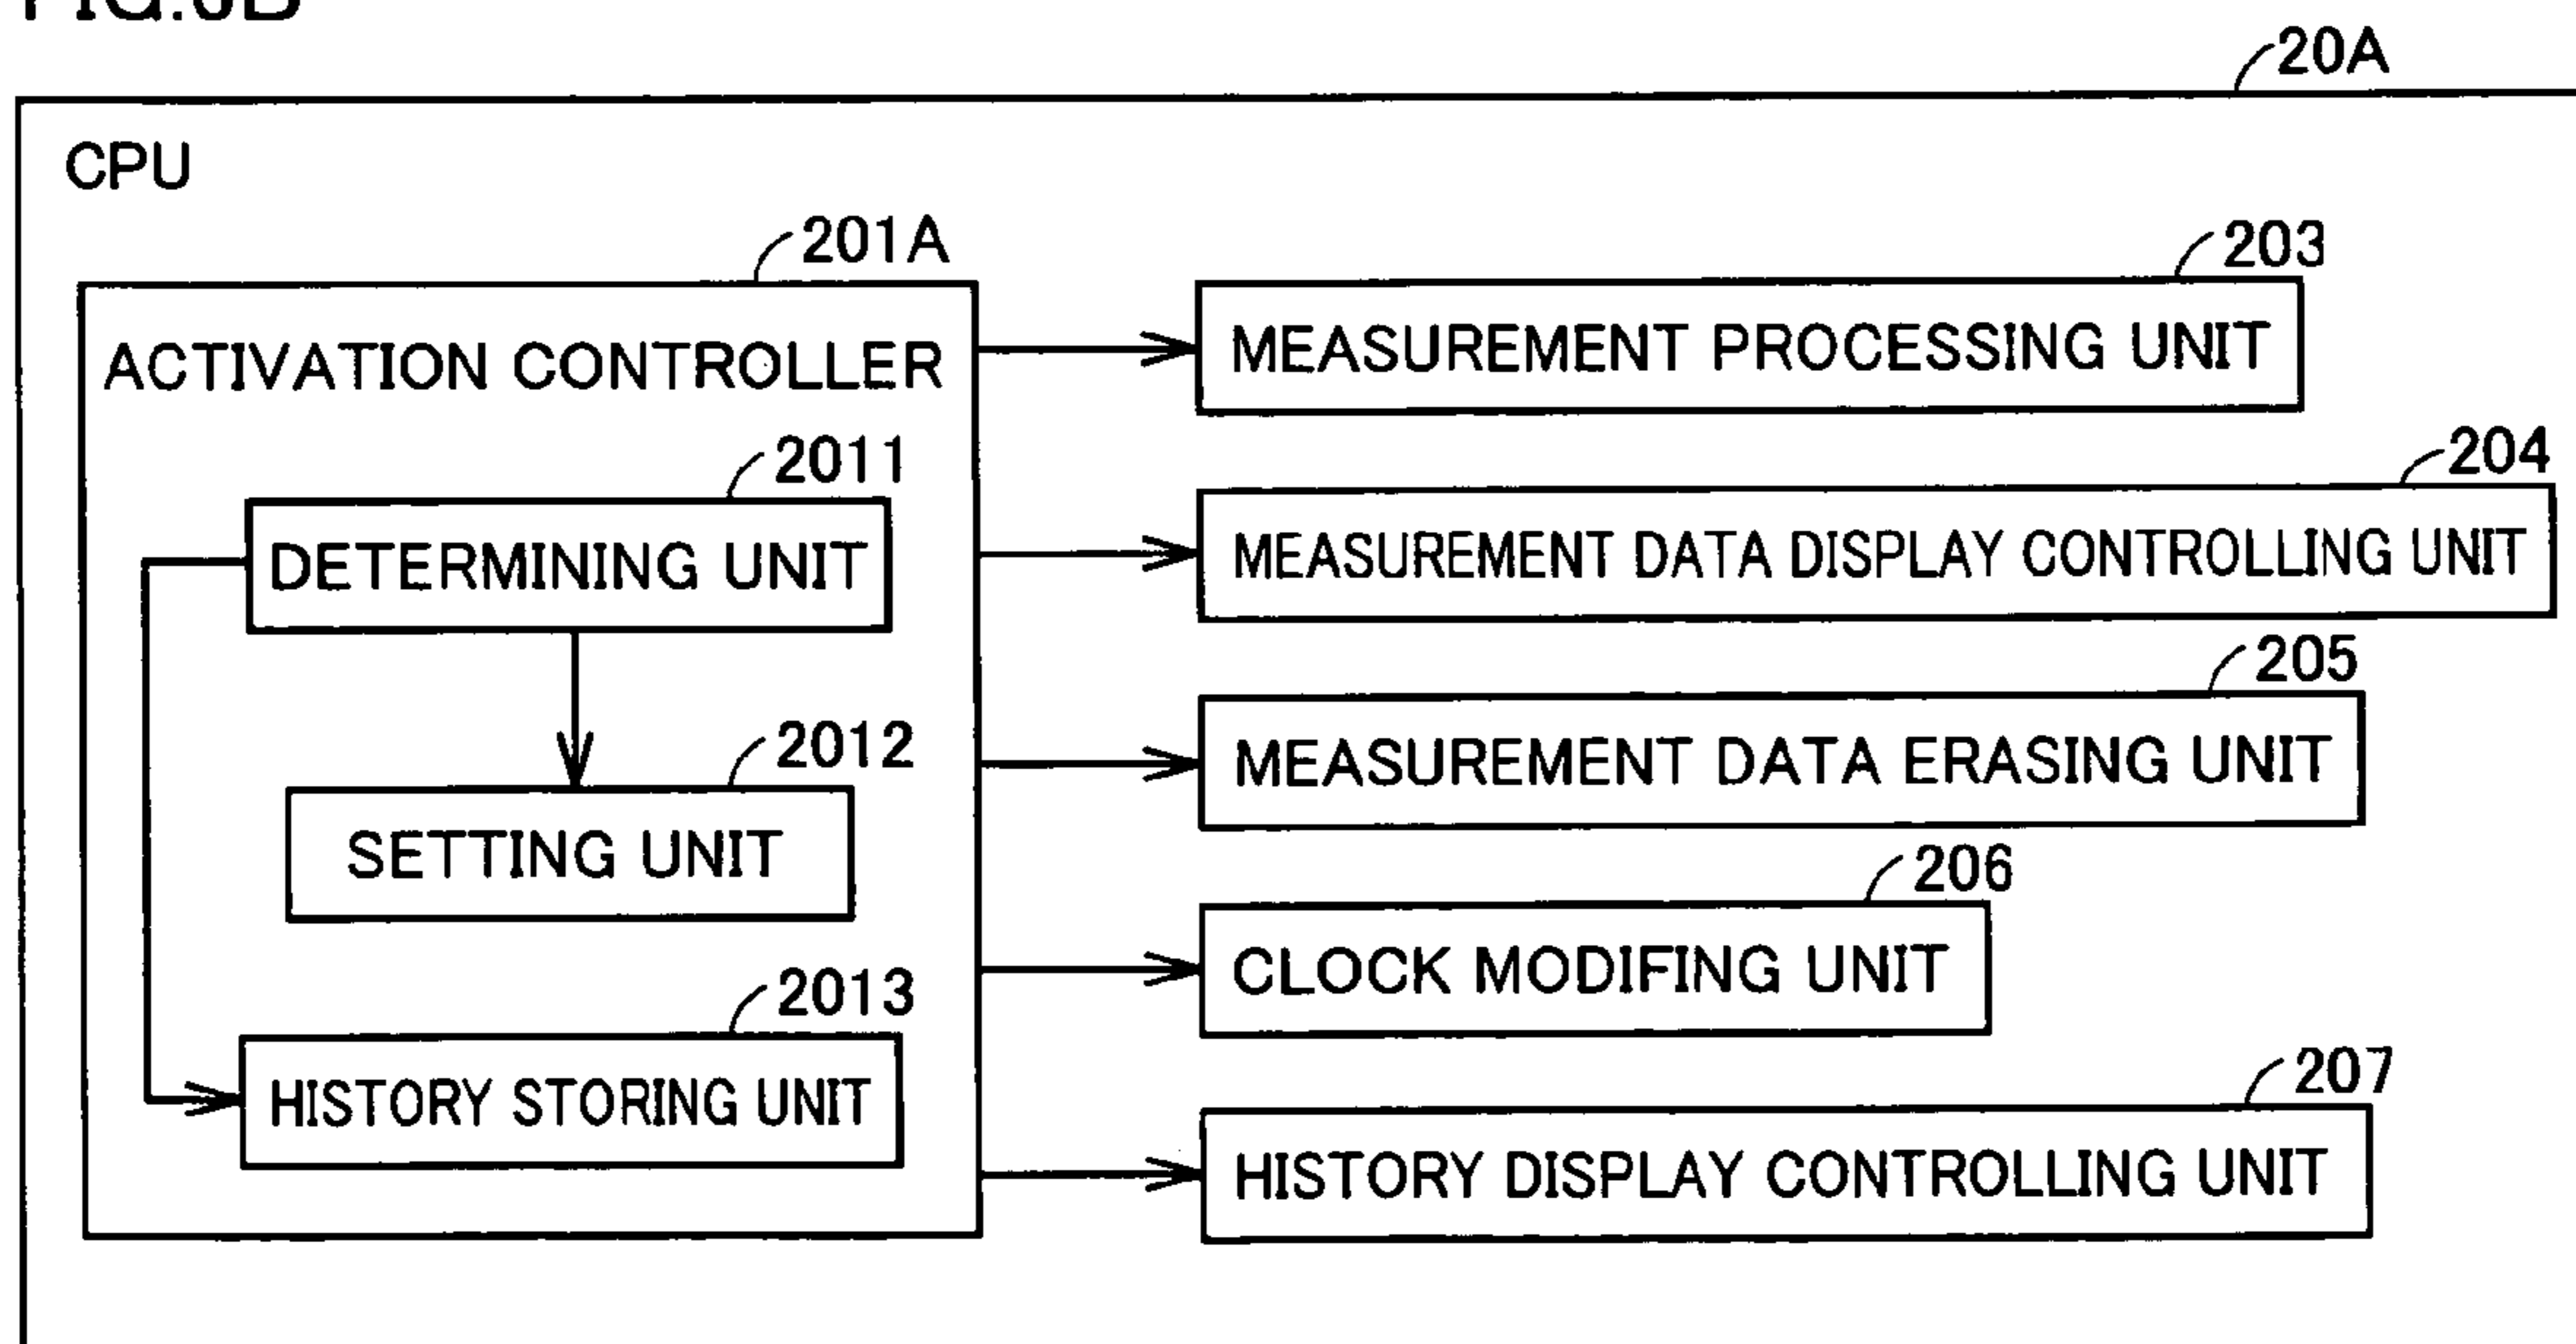 20A
CPU
201A
ACTIVATION CONTROLLER
2011
DETERMINING UNIT
2012
SETTING UNIT
2013
HISTORY STORING UNIT
203
MEASUREMENT PROCESSING UNIT
204
MEASUREMENT DATA DISPLAY CONTROLLING UNIT
205
MEASUREMENT DATA ERASING UNIT
206
CLOCK MODIFING UNIT
207
HISTORY DISPLAY CONTROLLING UNIT